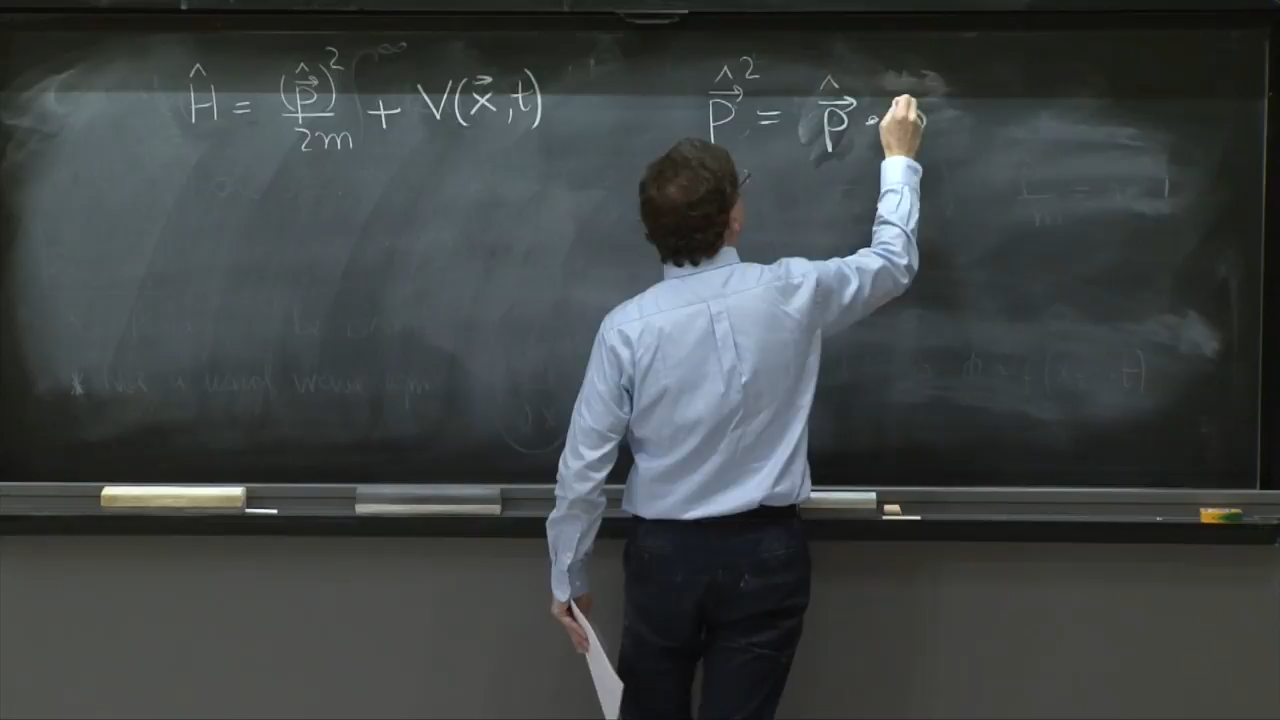 Ĥ = (p̂⃗)² / 2m + V(x⃗,t)
p̂⃗² = p̂⃗ ·